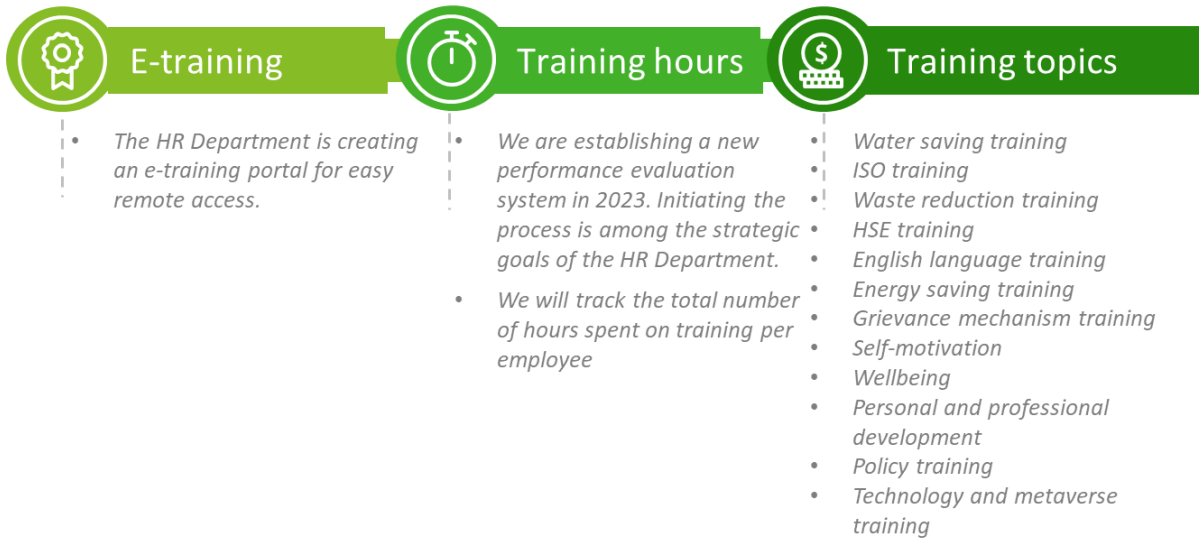 E-training
• The HR Department is creating
an e-training portal for easy
remote access.
Training hours
• We are establishing a new
performance evaluation
system in 2023. Initiating the
process is among the strategic
goals of the HR Department.
• We will track the total number
of hours spent on training per
employee
$
Training topics
• Water saving training
• ISO training
• Waste reduction training
• HSE training
• English language training
• Energy saving training
• Grievance mechanism training
• Self-motivation
• Wellbeing
• Personal and professional
development
• Policy training
• Technology and metaverse
training